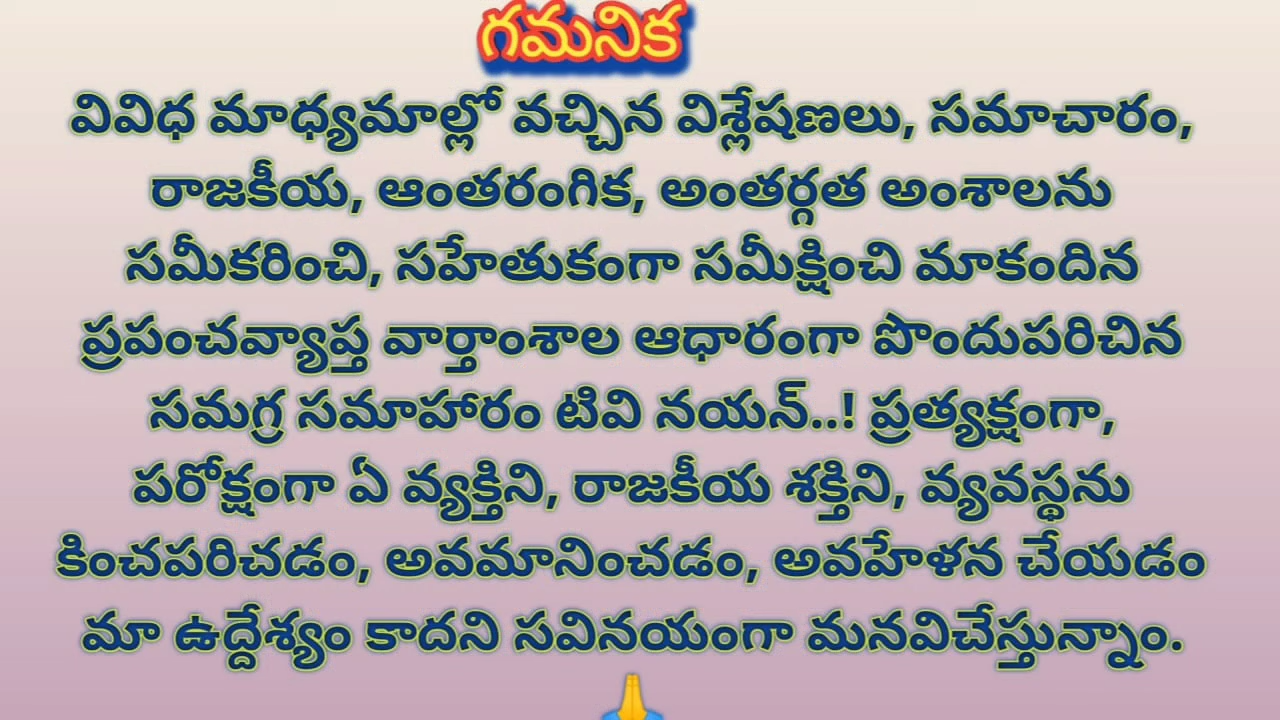 గమనిక
వివిధ మాధ్యమాల్లో వచ్చిన విశ్లేషణలు, సమాచారం,
రాజకీయ, ఆంతరంగిక, అంతర్గత అంశాలను
సమీకరించి, సహేతుకంగా సమీక్షించి మాకందిన
ప్రపంచవ్యాప్త వార్తాంశాల ఆధారంగా పొందుపరిచిన
సమగ్ర సమాహారం టివి నయన్..! ప్రత్యక్షంగా,
పరోక్షంగా ఏ వ్యక్తిని, రాజకీయ శక్తిని, వ్యవస్థను
కించపరిచడం, అవమానించడం, అవహేళన చేయడం
మా ఉద్దేశ్యం కాదని సవినయంగా మనవిచేస్తున్నాం.